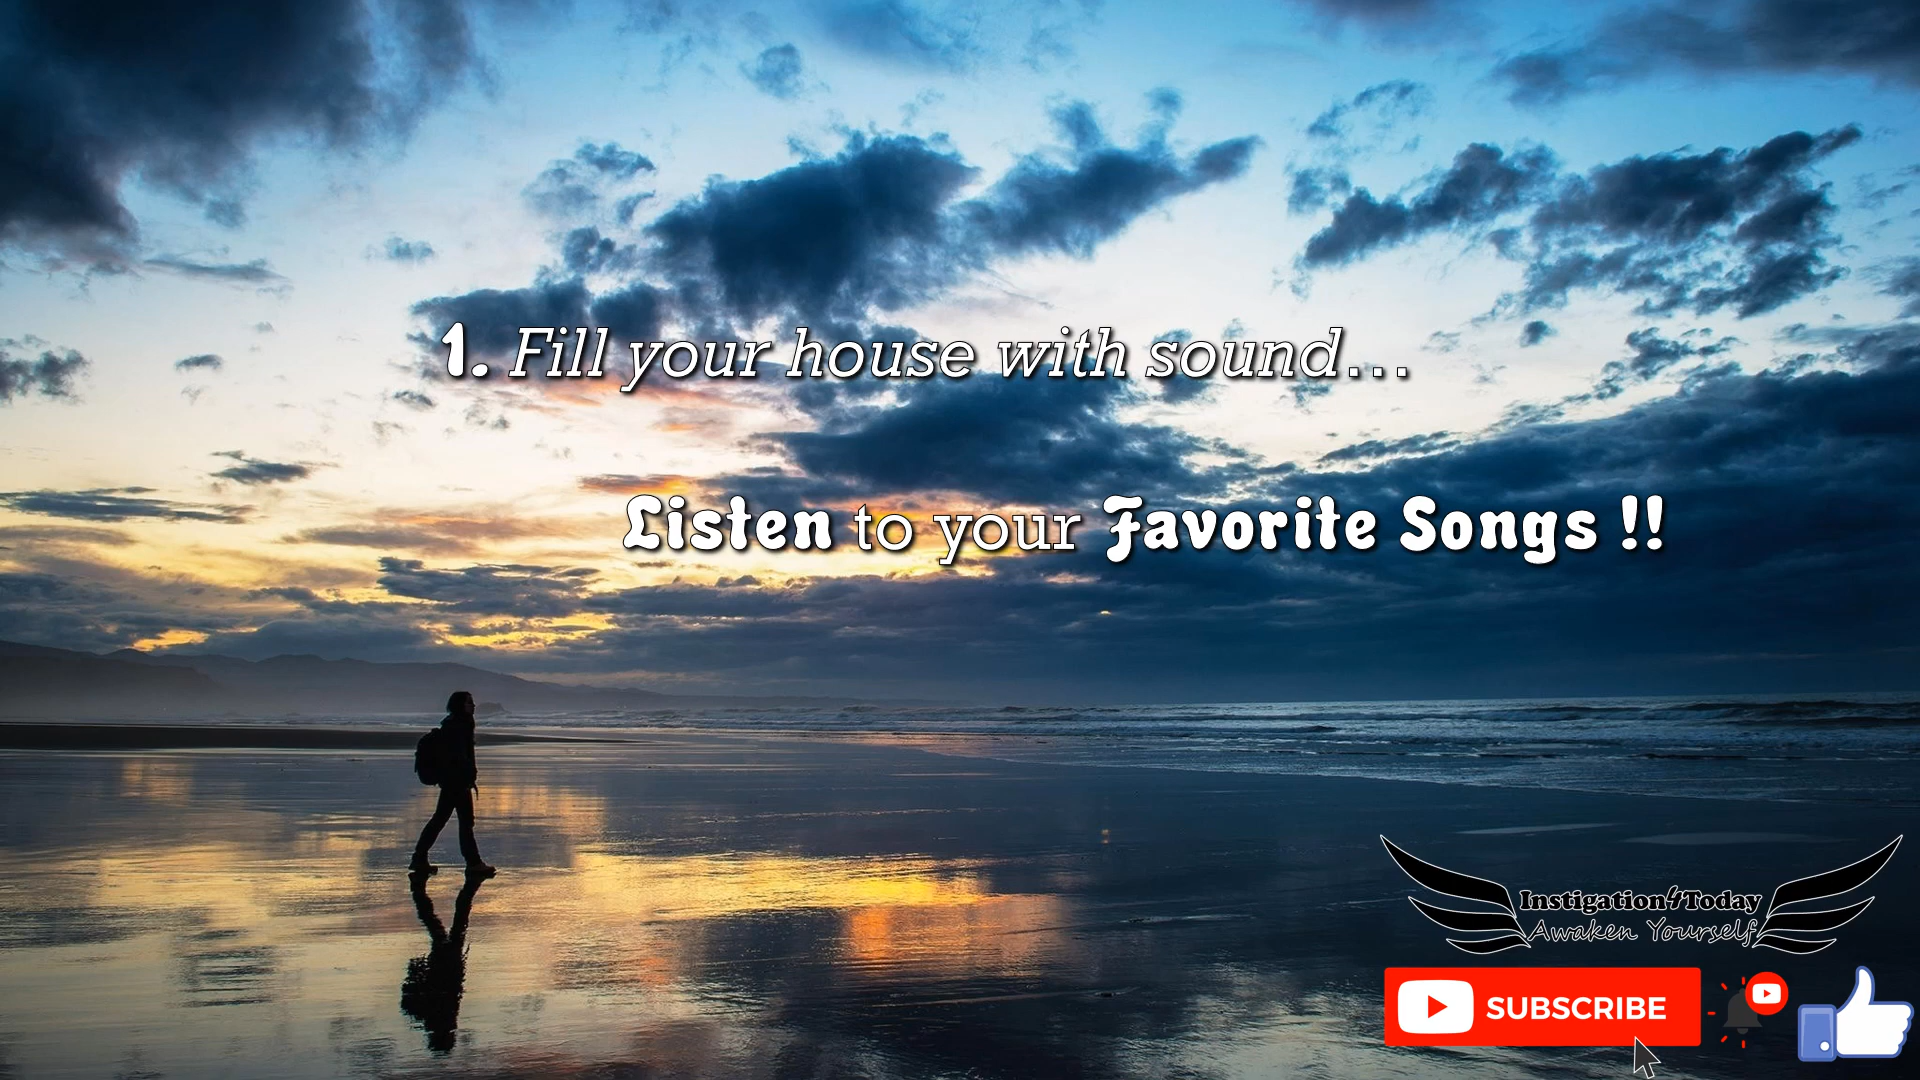 1. Fill your house with sound...
Listen to your Favorite Songs !!
Instigation4Today
Awaken Yourself
SUBSCRIBE